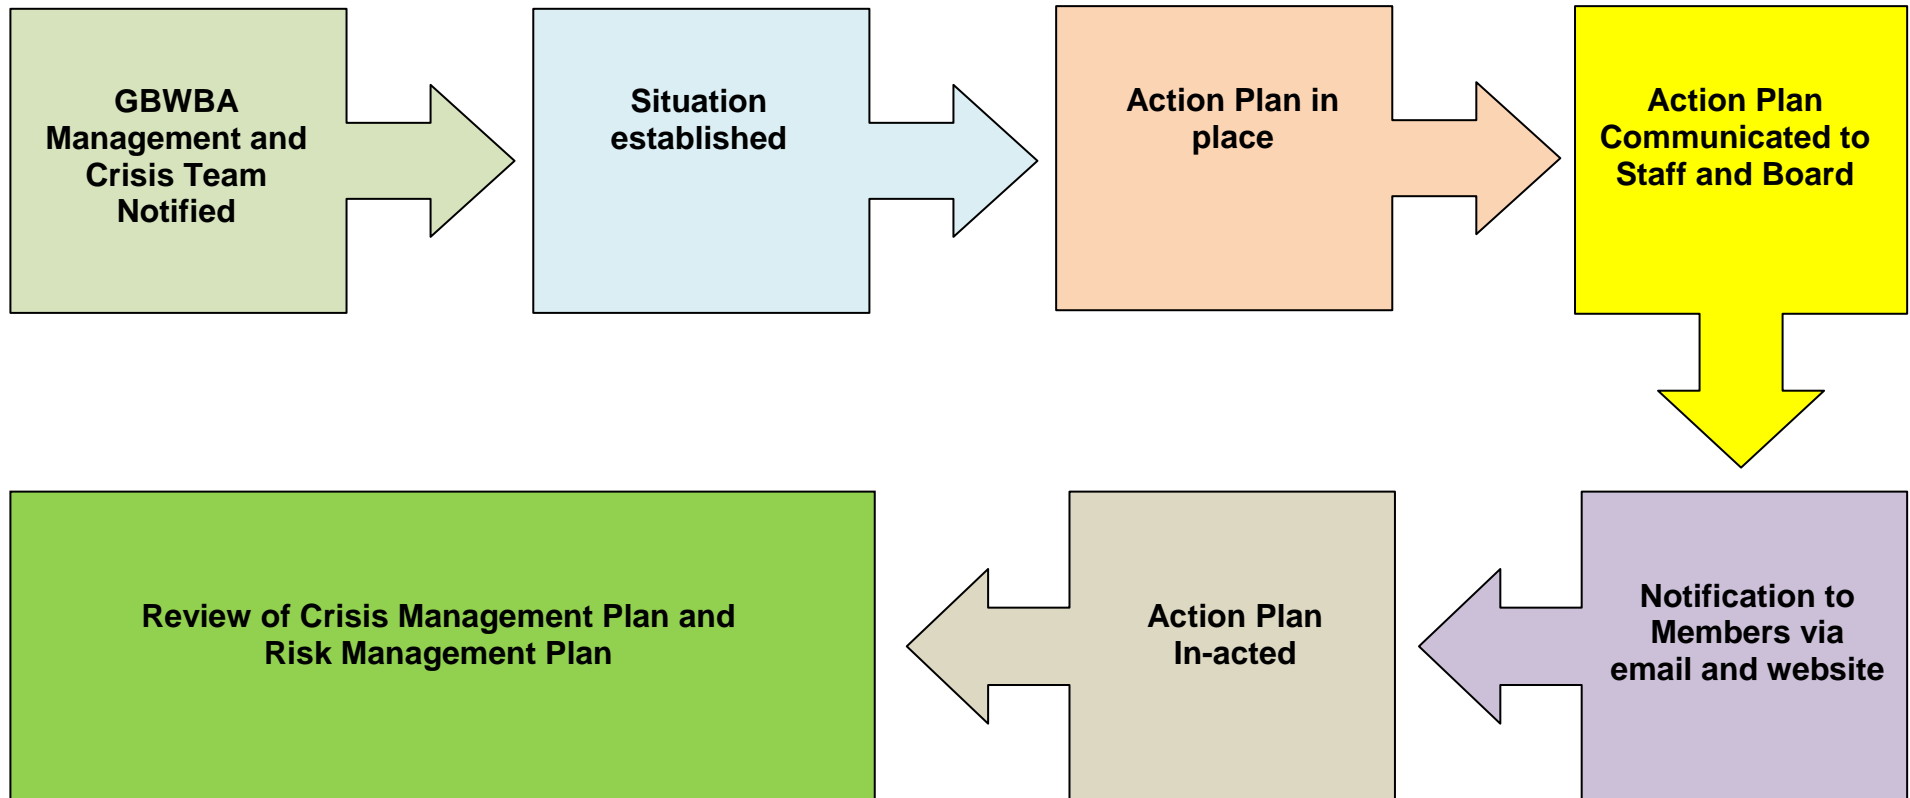 GBWBA
Management and
Crisis Team
Notified
Situation
established
Action Plan in
place
Action Plan
Communicated to
Staff and Board
Notification to
Members via
email and website
Action Plan
In-acted
Review of Crisis Management Plan and
Risk Management Plan